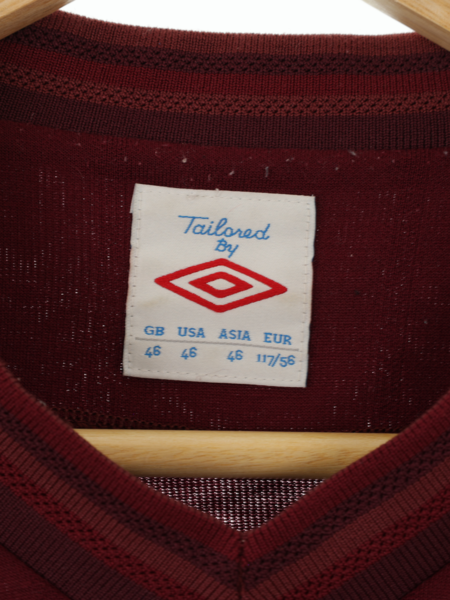 Tailored
By
GB USA ASIA EUR
46 46 46 117/56